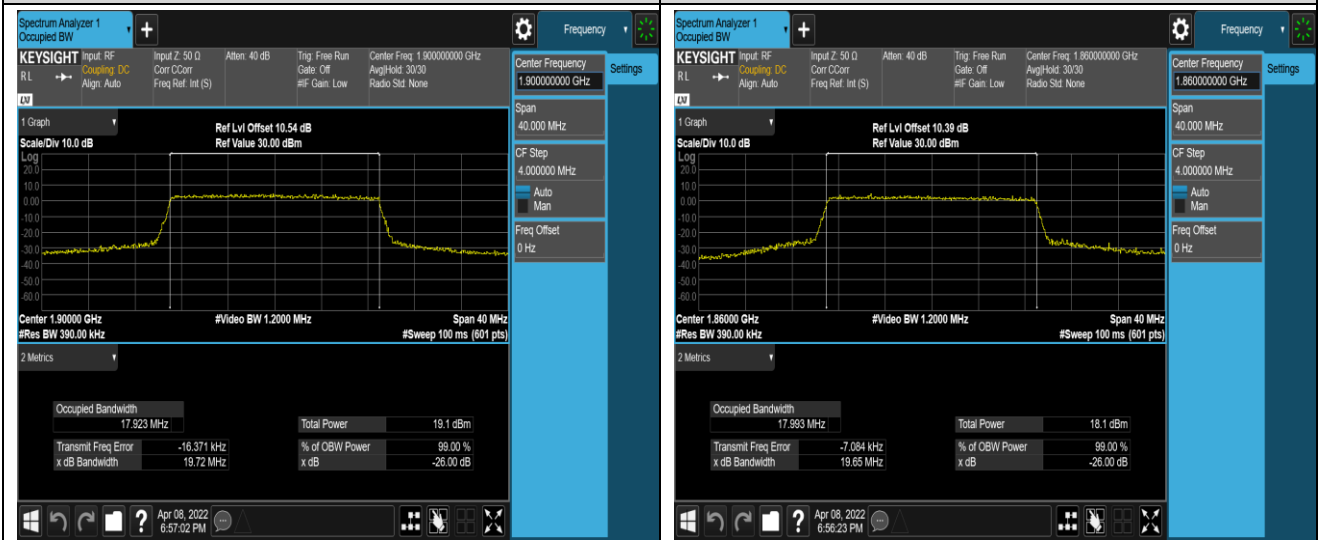 Spectrum Analyzer 1
Occupied BW
+
Frequency
KEYSIGHT
Input: RF
Coupling: DC
Align: Auto
Input Z: 50 Ω
Corr CCorr
Freq Ref: Int (S)
Atten: 40 dB
Trig: Free Run
Gate: Off
#IF Gain: Low
Center Freq: 1.900000000 GHz
Avg|Hold: 30/30
Radio Std: None
R L
LXI
Center Frequency
1.900000000 GHz
Settings
Span
40.000 MHz
CF Step
4.000000 MHz
Auto
Man
Freq Offset
0 Hz
1 Graph
Ref Lvl Offset 10.54 dB
Scale/Div 10.0 dB
Ref Value 30.00 dBm
Log
20.0
10.0
0.00
-10.0
-20.0
-30.0
-40.0
-50.0
-60.0
Center 1.90000 GHz
#Video BW 1.2000 MHz
Span 40 MHz
#Res BW 390.00 kHz
#Sweep 100 ms (601 pts)
2 Metrics
Occupied Bandwidth
17.923 MHz
Total Power 19.1 dBm
Transmit Freq Error -16.371 kHz
% of OBW Power 99.00 %
x dB Bandwidth 19.72 MHz
x dB -26.00 dB
?
Apr 08, 2022
6:57:02 PM
Spectrum Analyzer 1
Occupied BW
+
Frequency
KEYSIGHT
Input: RF
Coupling: DC
Align: Auto
Input Z: 50 Ω
Corr CCorr
Freq Ref: Int (S)
Atten: 40 dB
Trig: Free Run
Gate: Off
#IF Gain: Low
Center Freq: 1.860000000 GHz
Avg|Hold: 30/30
Radio Std: None
R L
LXI
Center Frequency
1.860000000 GHz
Settings
Span
40.000 MHz
CF Step
4.000000 MHz
Auto
Man
Freq Offset
0 Hz
1 Graph
Ref Lvl Offset 10.39 dB
Scale/Div 10.0 dB
Ref Value 30.00 dBm
Log
20.0
10.0
0.00
-10.0
-20.0
-30.0
-40.0
-50.0
-60.0
Center 1.86000 GHz
#Video BW 1.2000 MHz
Span 40 MHz
#Res BW 390.00 kHz
#Sweep 100 ms (601 pts)
2 Metrics
Occupied Bandwidth
17.993 MHz
Total Power 18.1 dBm
Transmit Freq Error -7.084 kHz
% of OBW Power 99.00 %
x dB Bandwidth 19.65 MHz
x dB -26.00 dB
?
Apr 08, 2022
6:56:23 PM